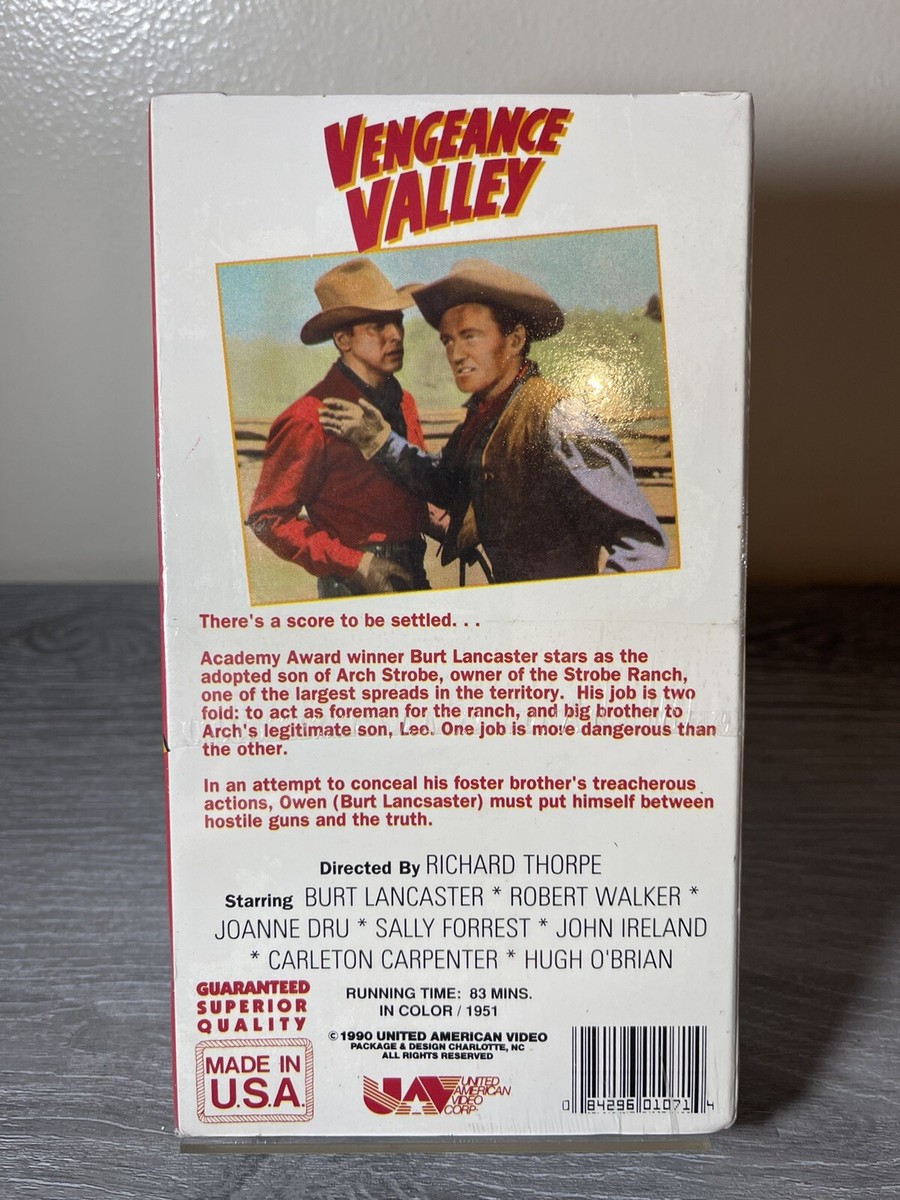 VENGEANCE
VALLEY
There's a score to be settled. . .
Academy Award winner Burt Lancaster stars as the
adopted son of Arch Strobe, owner of the Strobe Ranch,
one of the largest spreads in the territory. His job is two
fold: to act as foreman for the ranch, and big brother to
Arch's legitimate son, Lee. One job is more dangerous than
the other.
In an attempt to conceal his foster brother's treacherous
actions, Owen (Burt Lancsaster) must put himself between
hostile guns and the truth.
Directed By RICHARD THORPE
Starring BURT LANCASTER * ROBERT WALKER *
JOANNE DRU * SALLY FORREST * JOHN IRELAND
* CARLETON CARPENTER * HUGH O'BRIAN
GUARANTEED
SUPERIOR
QUALITY
MADE IN
U.S.A.
RUNNING TIME: 83 MINS.
IN COLOR / 1951
©1990 UNITED AMERICAN VIDEO
PACKAGE & DESIGN CHARLOTTE, NC
ALL RIGHTS RESERVED
UAV UNITED
AMERICAN
VIDEO
CORP.
0 84296 01071 4